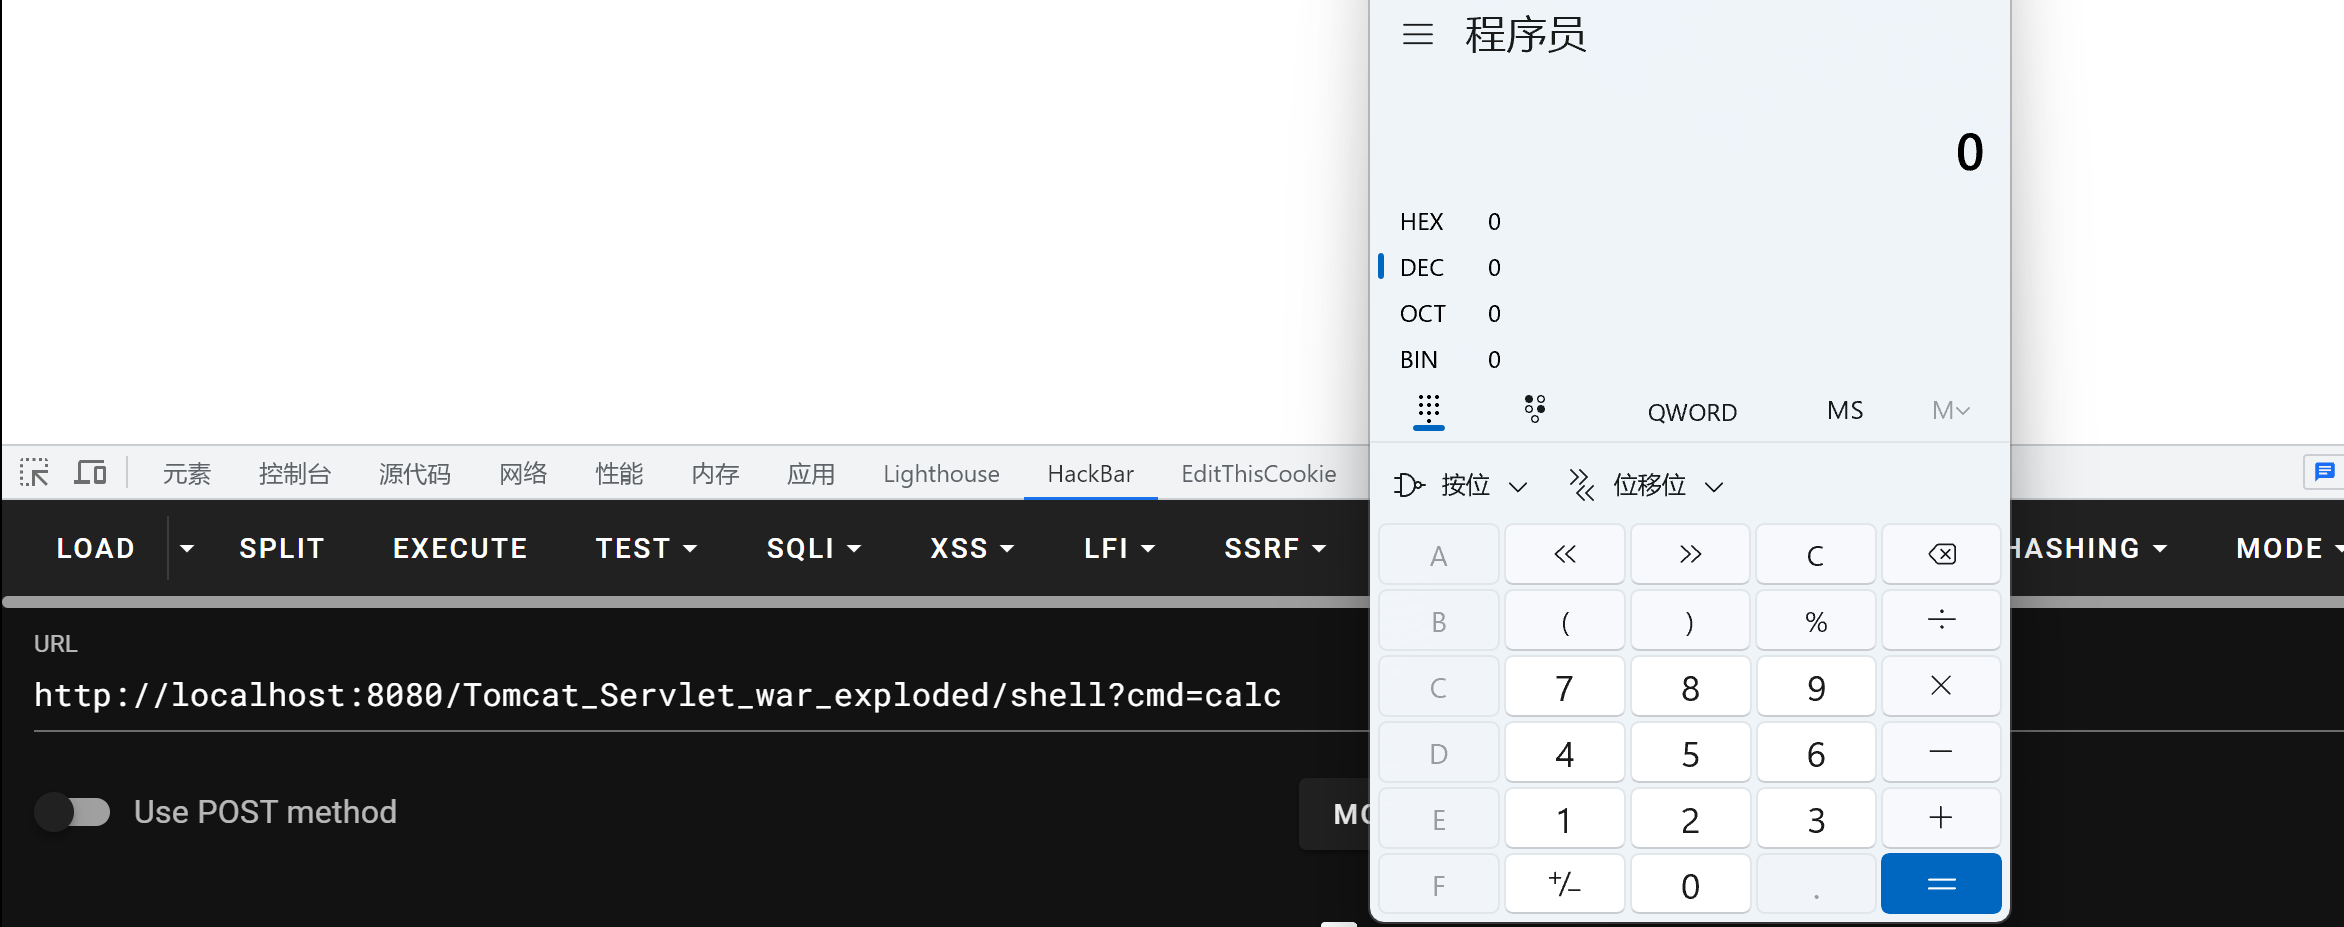 程序员
0
HEX 0
DEC 0
OCT 0
BIN 0
QWORD MS M
元素 控制台 源代码 网络 性能 内存 应用 Lighthouse HackBar EditThisCookie
按位 位移位
LOAD SPLIT EXECUTE TEST SQLI XSS LFI SSRF HASHING MODE
A << >> C
B ( ) % ÷
URL
http://localhost:8080/Tomcat_Servlet_war_exploded/shell?cmd=calc
C 7 8 9 ×
D 4 5 6 −
Use POST method
E 1 2 3 +
F +/− 0 . =